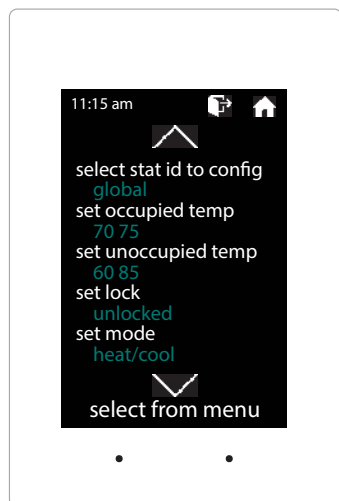 11:15 am
select stat id to config
global
set occupied temp
70 75
set unoccupied temp
60 85
set lock
unlocked
set mode
heat/cool
select from menu